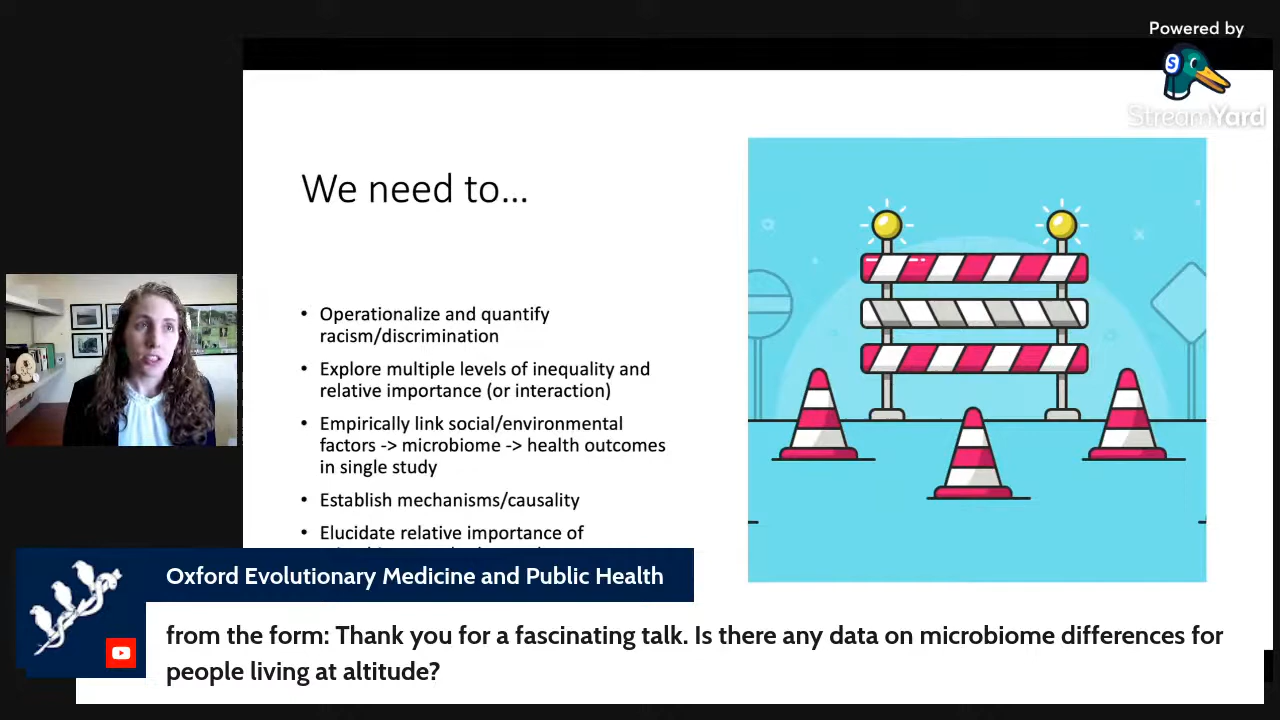 Powered by
StreamYard
We need to...
• Operationalize and quantify
racism/discrimination
• Explore multiple levels of inequality and
relative importance (or interaction)
• Empirically link social/environmental
factors -> microbiome -> health outcomes
in single study
• Establish mechanisms/causality
• Elucidate relative importance of
Oxford Evolutionary Medicine and Public Health
from the form: Thank you for a fascinating talk. Is there any data on microbiome differences for
people living at altitude?